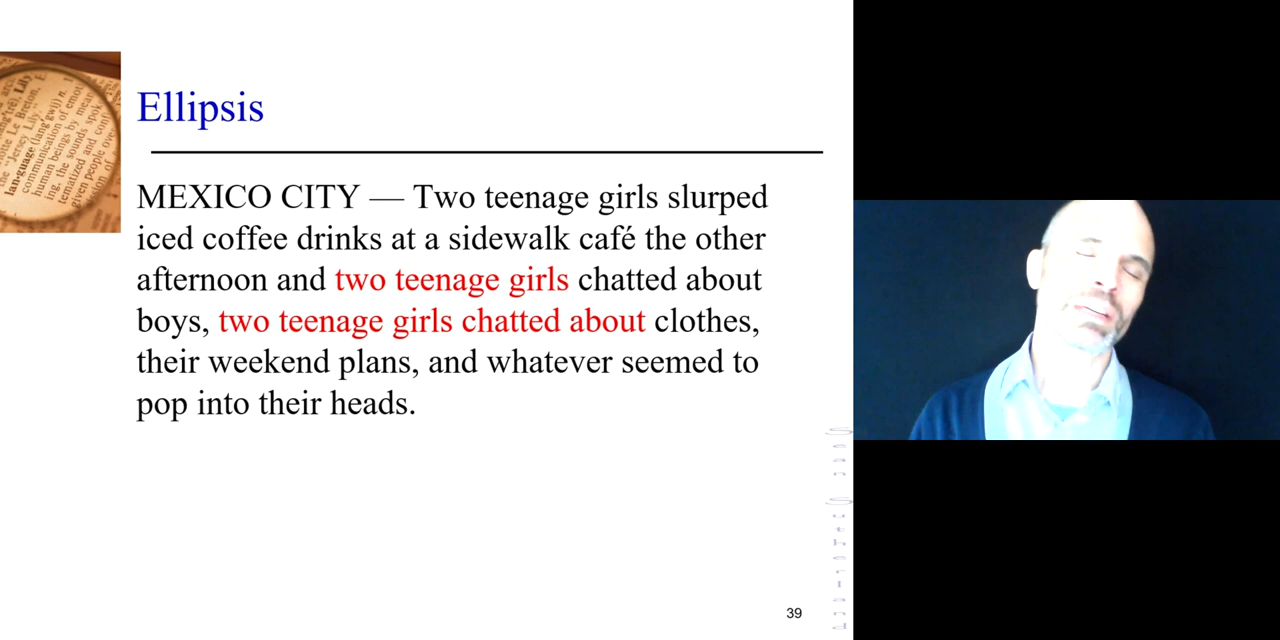 Ellipsis
MEXICO CITY — Two teenage girls slurped
iced coffee drinks at a sidewalk café the other
afternoon and two teenage girls chatted about
boys, two teenage girls chatted about clothes,
their weekend plans, and whatever seemed to
pop into their heads.
39